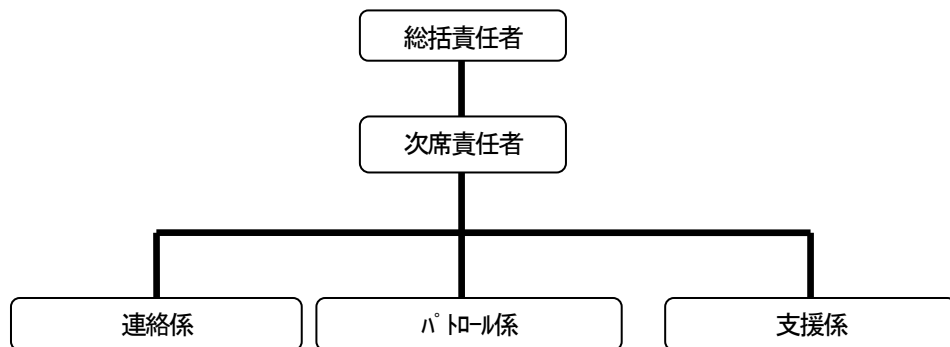 総括責任者
次席責任者
連絡係
ﾊﾟﾄﾛｰﾙ係
支援係